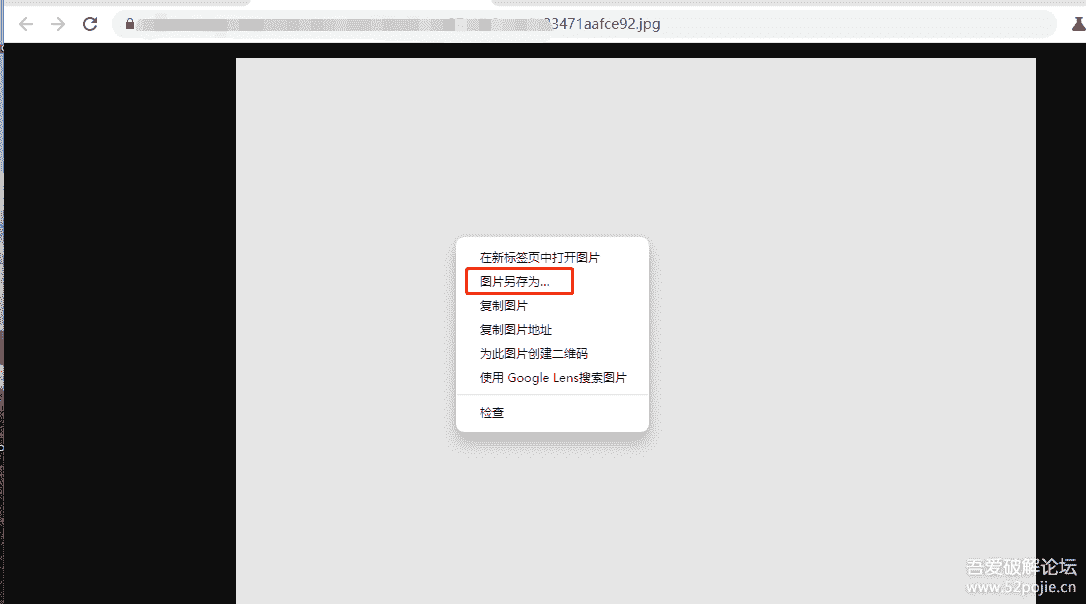 3471aafce92.jpg
在新标签页中打开图片
图片另存为...
复制图片
复制图片地址
为此图片创建二维码
使用 Google Lens搜索图片
检查
吾爱破解论坛
www.52pojie.cn